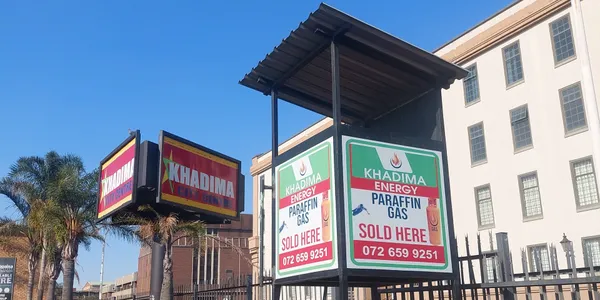 KHADIMA
KHADIMA
ENERGY
PARAFFIN
GAS
SOLD HERE
072 659 9251
KHADIMA
ENERGY
PARAFFIN
GAS
SOLD HERE
072 659 9251